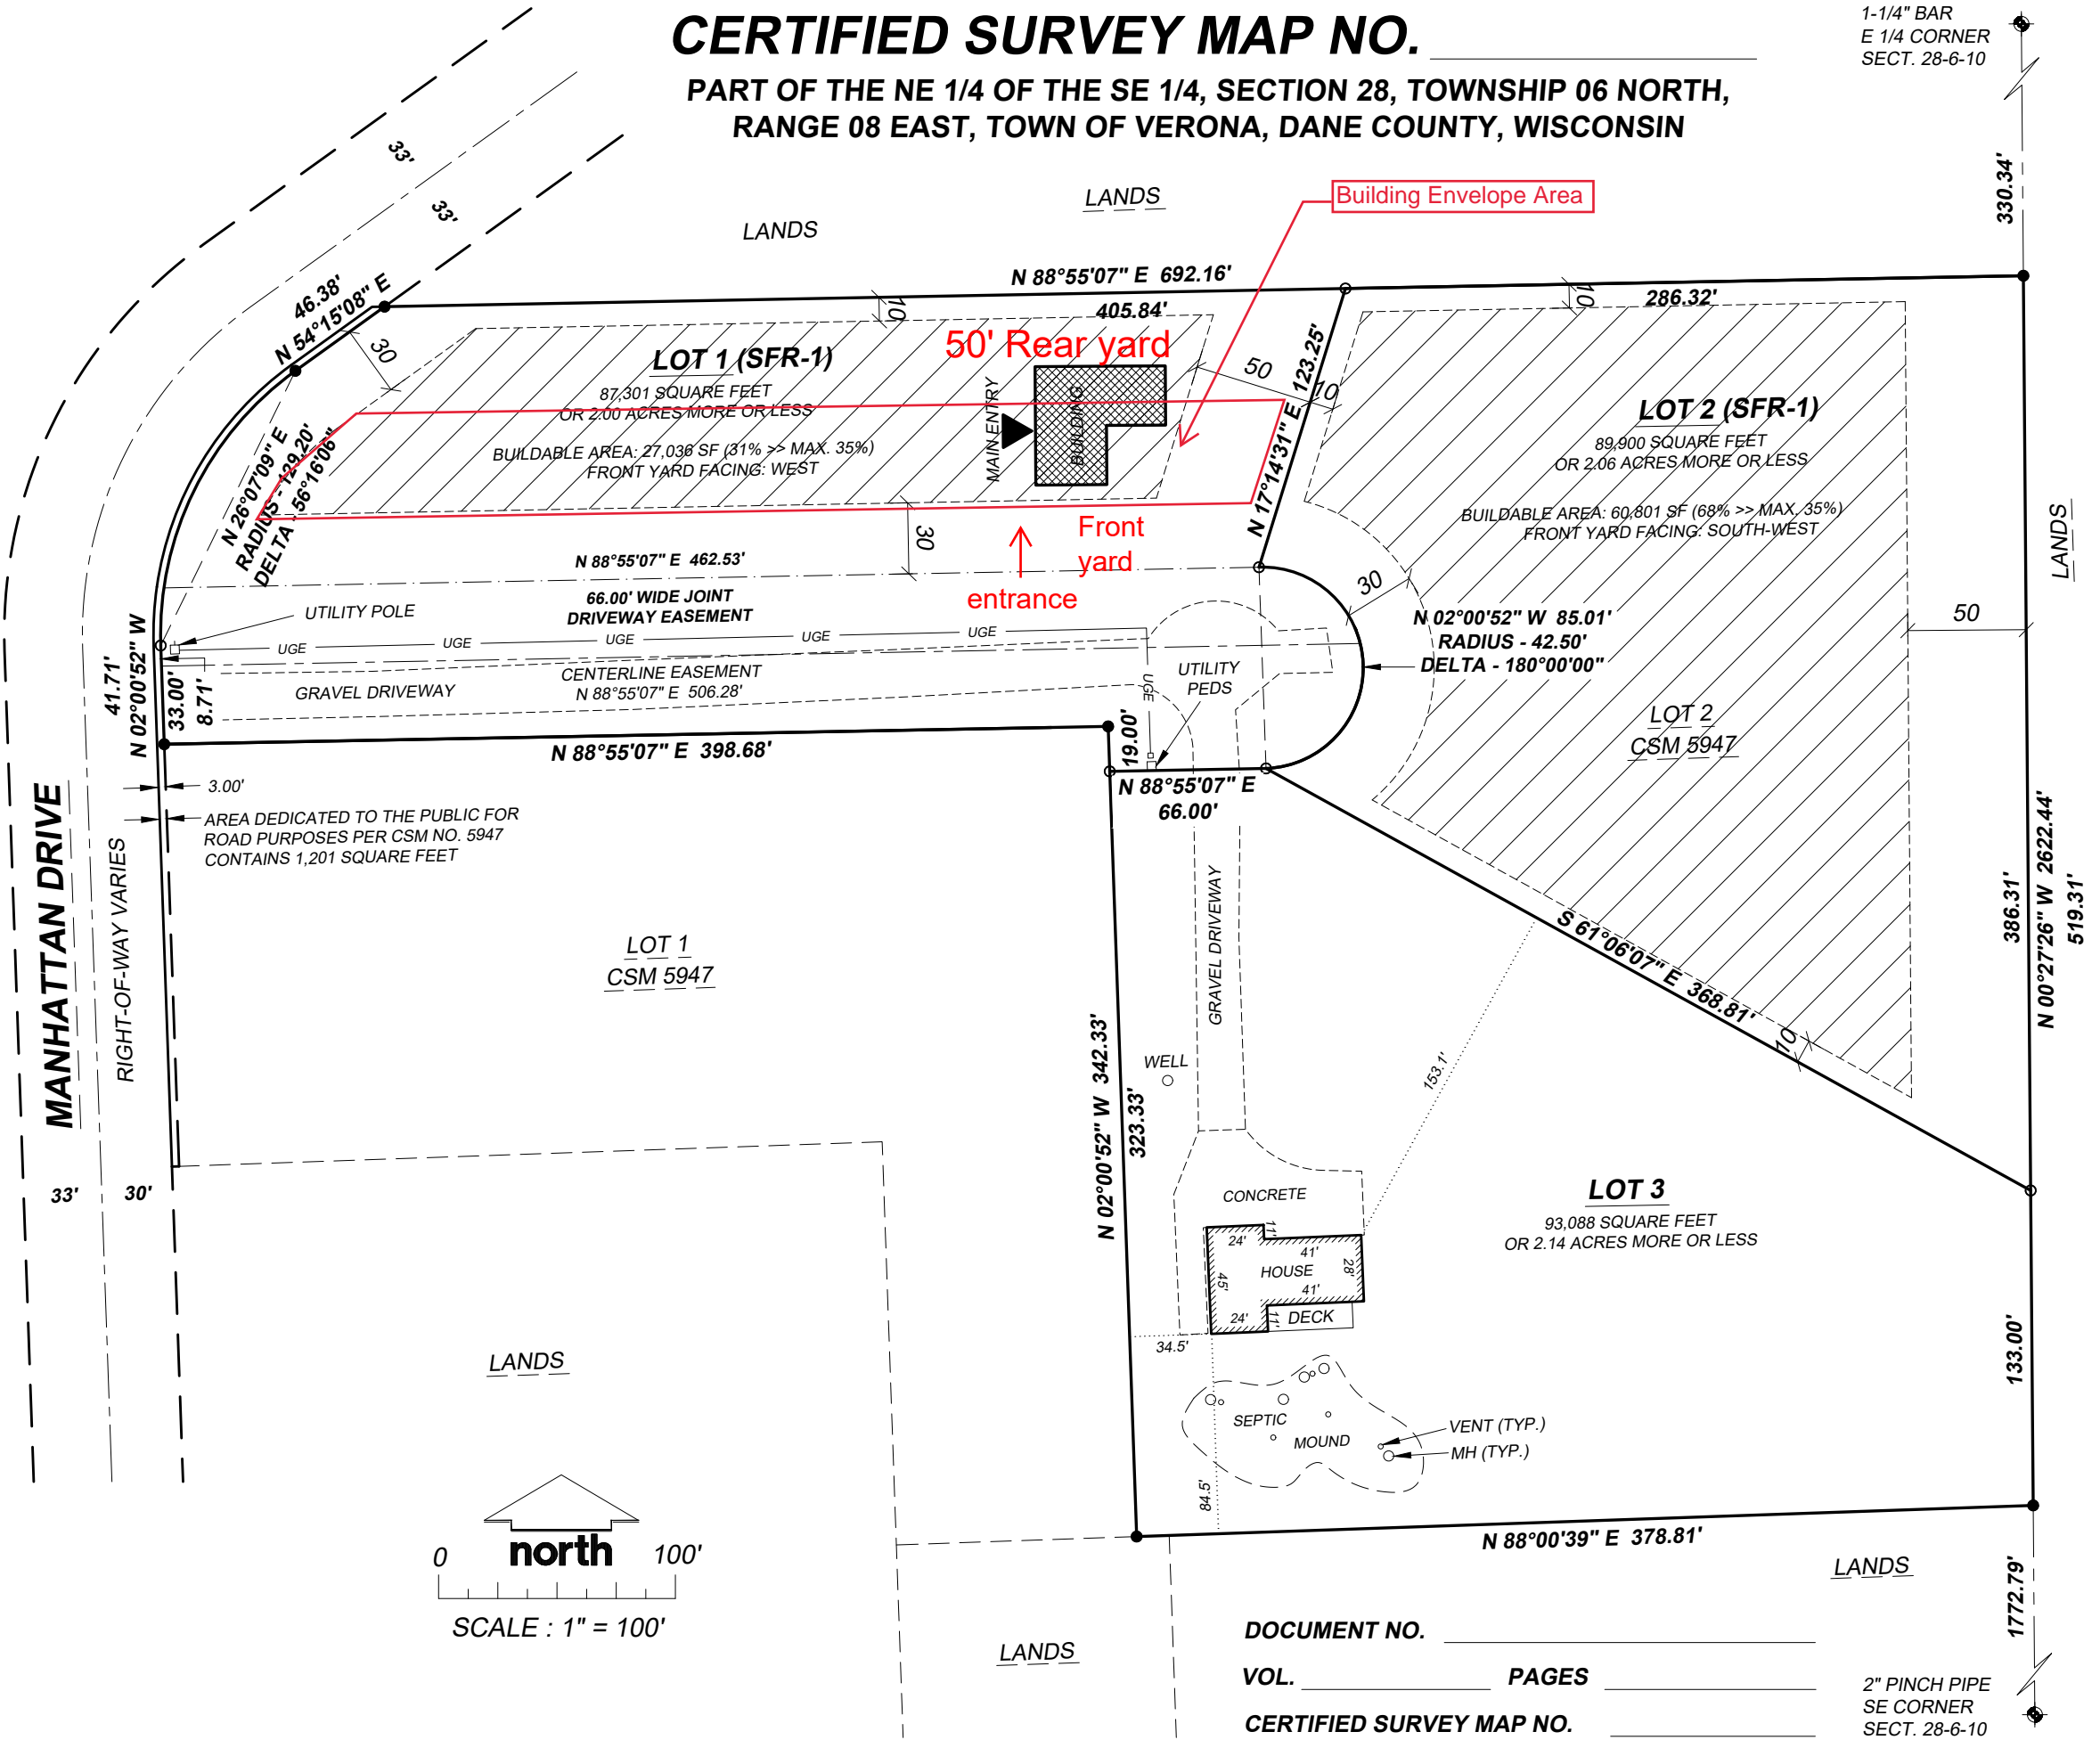 CERTIFIED SURVEY MAP NO.
PART OF THE NE 1/4 OF THE SE 1/4, SECTION 28, TOWNSHIP 06 NORTH,
RANGE 08 EAST, TOWN OF VERONA, DANE COUNTY, WISCONSIN
1-1/4" BAR
E 1/4 CORNER
SECT. 28-6-10
330.34'
33'
33'
LANDS
LANDS
Building Envelope Area
N 88°55'07" E 692.16'
405.84'
286.32'
10
10
46.38'
N 54°15'08" E
30
LOT 1 (SFR-1)
87,301 SQUARE FEET
OR 2.00 ACRES MORE OR LESS
BUILDABLE AREA: 27,036 SF (31% >> MAX. 35%)
FRONT YARD FACING: WEST
50' Rear yard
MAIN ENTRY
BUILDING
50
10
N 17°14'31" E 123.25'
LOT 2 (SFR-1)
89,900 SQUARE FEET
OR 2.06 ACRES MORE OR LESS
BUILDABLE AREA: 60,801 SF (68% >> MAX. 35%)
FRONT YARD FACING: SOUTH-WEST
LANDS
N 26°07'09" E
RADIUS - 129.20'
DELTA - 56°16'06"
30
Front
yard
entrance
N 88°55'07" E 462.53'
66.00' WIDE JOINT
DRIVEWAY EASEMENT
UTILITY POLE
UGE
UGE
UGE
UGE
UGE
UGE
CENTERLINE EASEMENT
N 88°55'07" E 506.28'
GRAVEL DRIVEWAY
UTILITY
PEDS
30
N 02°00'52" W 85.01'
RADIUS - 42.50'
DELTA - 180°00'00"
50
41.71'
N 02°00'52" W
33.00'
8.71'
N 88°55'07" E 398.68'
19.00'
N 88°55'07" E
66.00'
LOT 2
CSM 5947
3.00'
AREA DEDICATED TO THE PUBLIC FOR
ROAD PURPOSES PER CSM NO. 5947
CONTAINS 1,201 SQUARE FEET
MANHATTAN DRIVE
RIGHT-OF-WAY VARIES
LOT 1
CSM 5947
GRAVEL DRIVEWAY
S 61°06'07" E 368.81'
10
386.31'
N 00°27'26" W 2622.44'
519.31'
N 02°00'52" W 342.33'
323.33'
WELL
153.1'
33'
30'
CONCRETE
LOT 3
93,088 SQUARE FEET
OR 2.14 ACRES MORE OR LESS
24'
11'
41'
HOUSE
45'
28'
41'
24'
11'
DECK
34.5'
133.00'
LANDS
SEPTIC
MOUND
VENT (TYP.)
MH (TYP.)
84.5'
N 88°00'39" E 378.81'
north
0
100'
SCALE : 1" = 100'
LANDS
LANDS
1772.79'
DOCUMENT NO.
VOL. PAGES
CERTIFIED SURVEY MAP NO.
2" PINCH PIPE
SE CORNER
SECT. 28-6-10